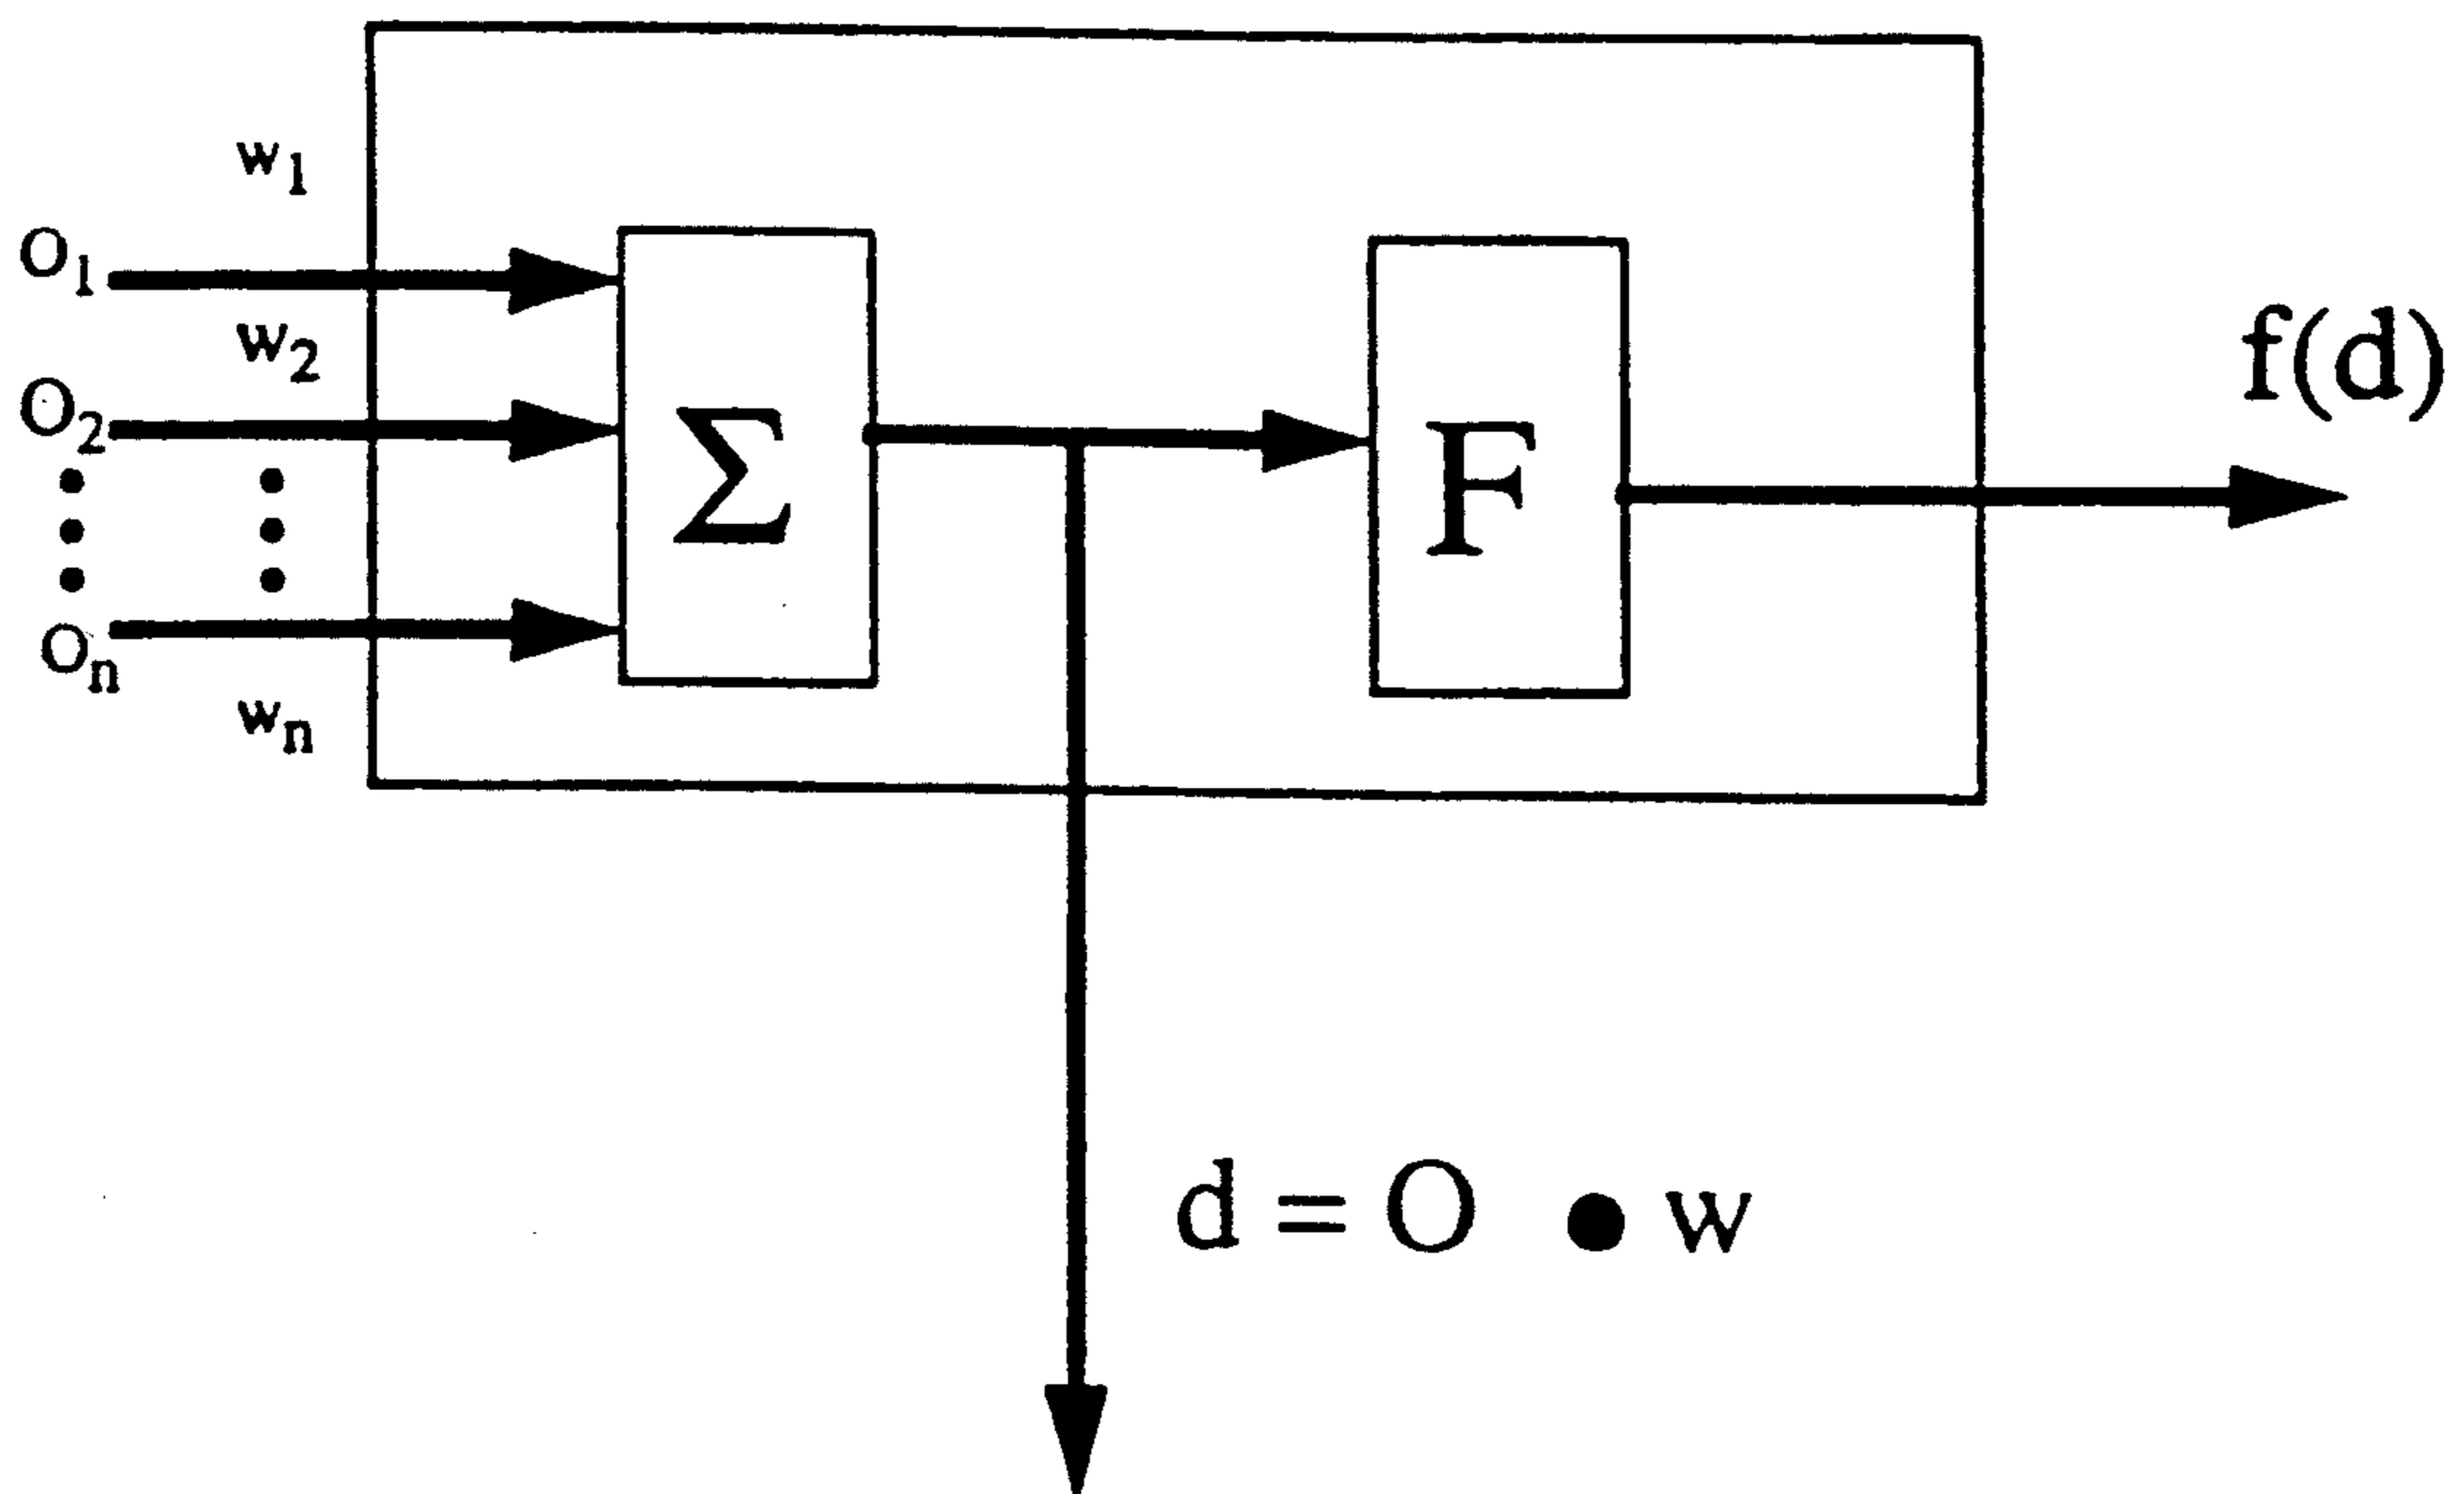 w₁
O₁
w₂
O₂
Oₙ
wₙ
Σ
F
f(d)
d = O • w